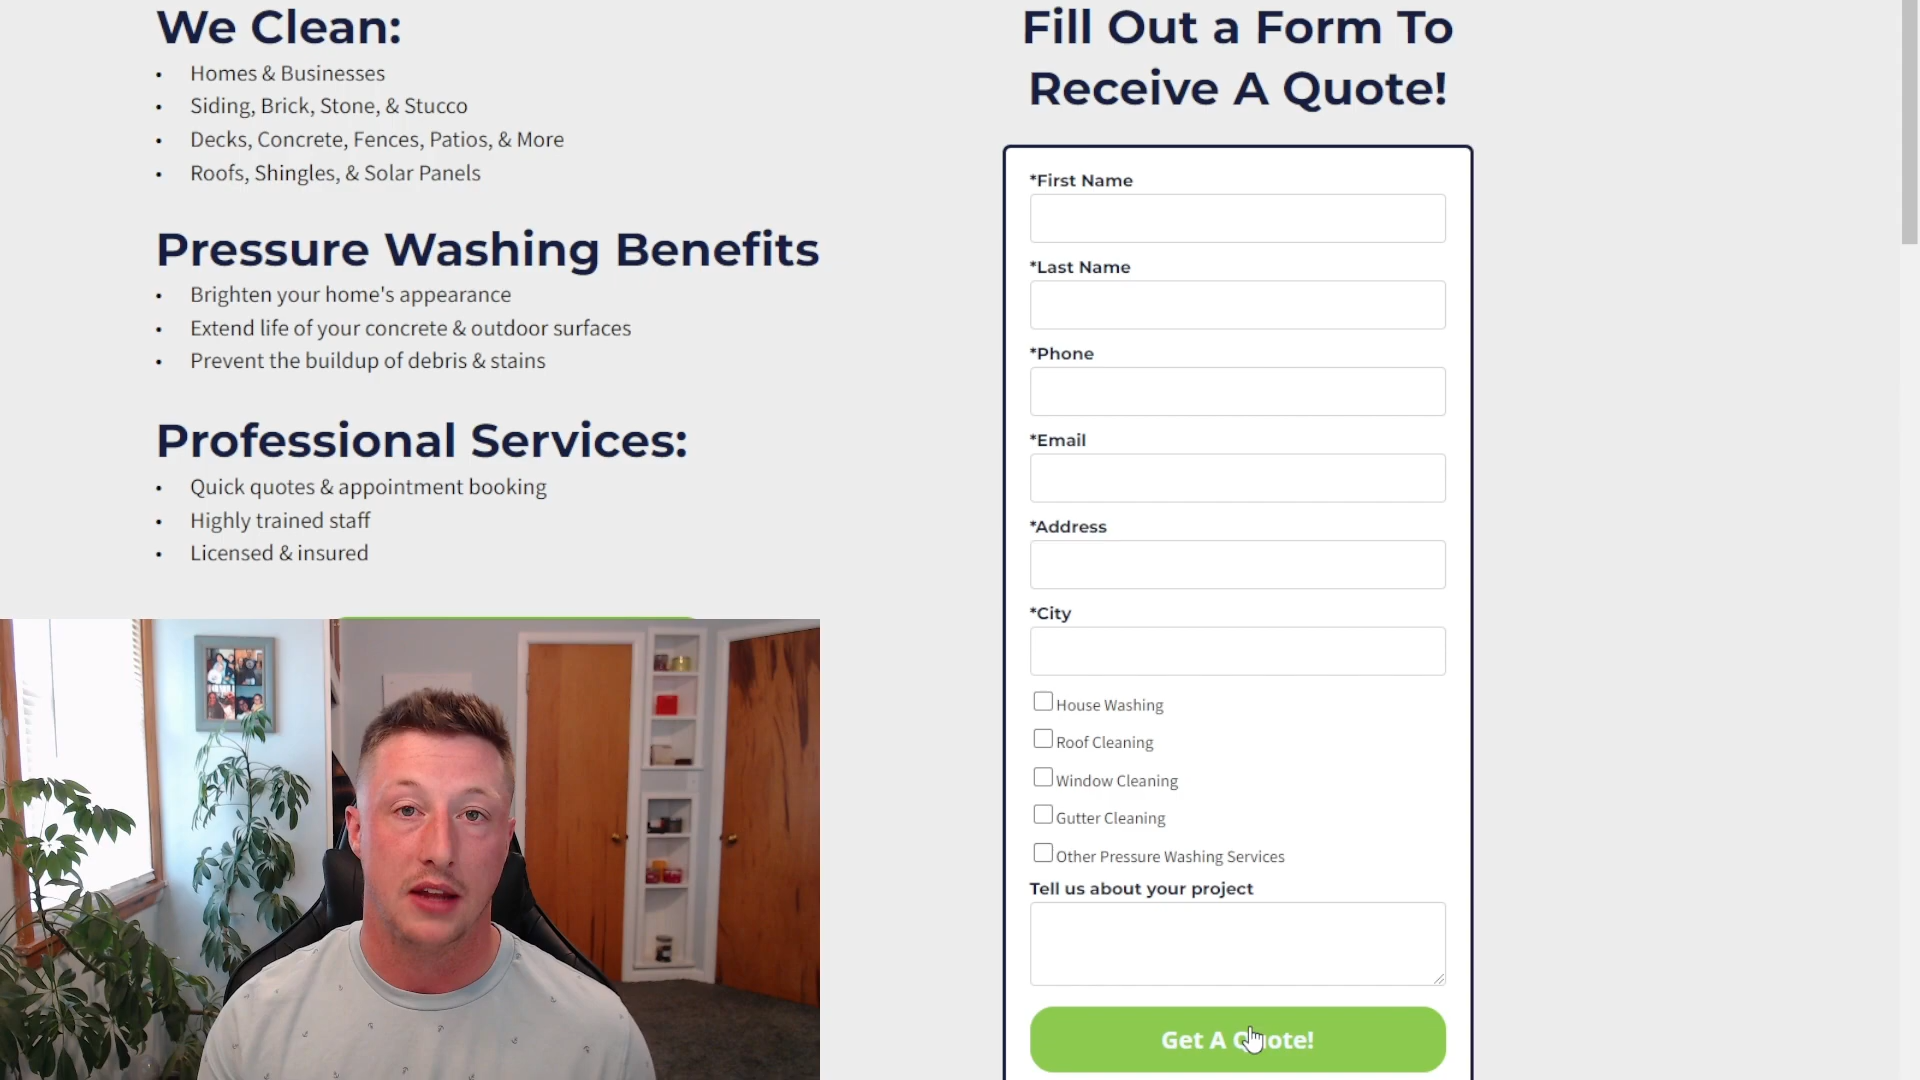 We Clean:
• Homes & Businesses
• Siding, Brick, Stone, & Stucco
• Decks, Concrete, Fences, Patios, & More
• Roofs, Shingles, & Solar Panels
Pressure Washing Benefits
• Brighten your home's appearance
• Extend life of your concrete & outdoor surfaces
• Prevent the buildup of debris & stains
Professional Services:
• Quick quotes & appointment booking
• Highly trained staff
• Licensed & insured
Fill Out a Form To
Receive A Quote!
*First Name
*Last Name
*Phone
*Email
*Address
*City
House Washing
Roof Cleaning
Window Cleaning
Gutter Cleaning
Other Pressure Washing Services
Tell us about your project
Get A Quote!